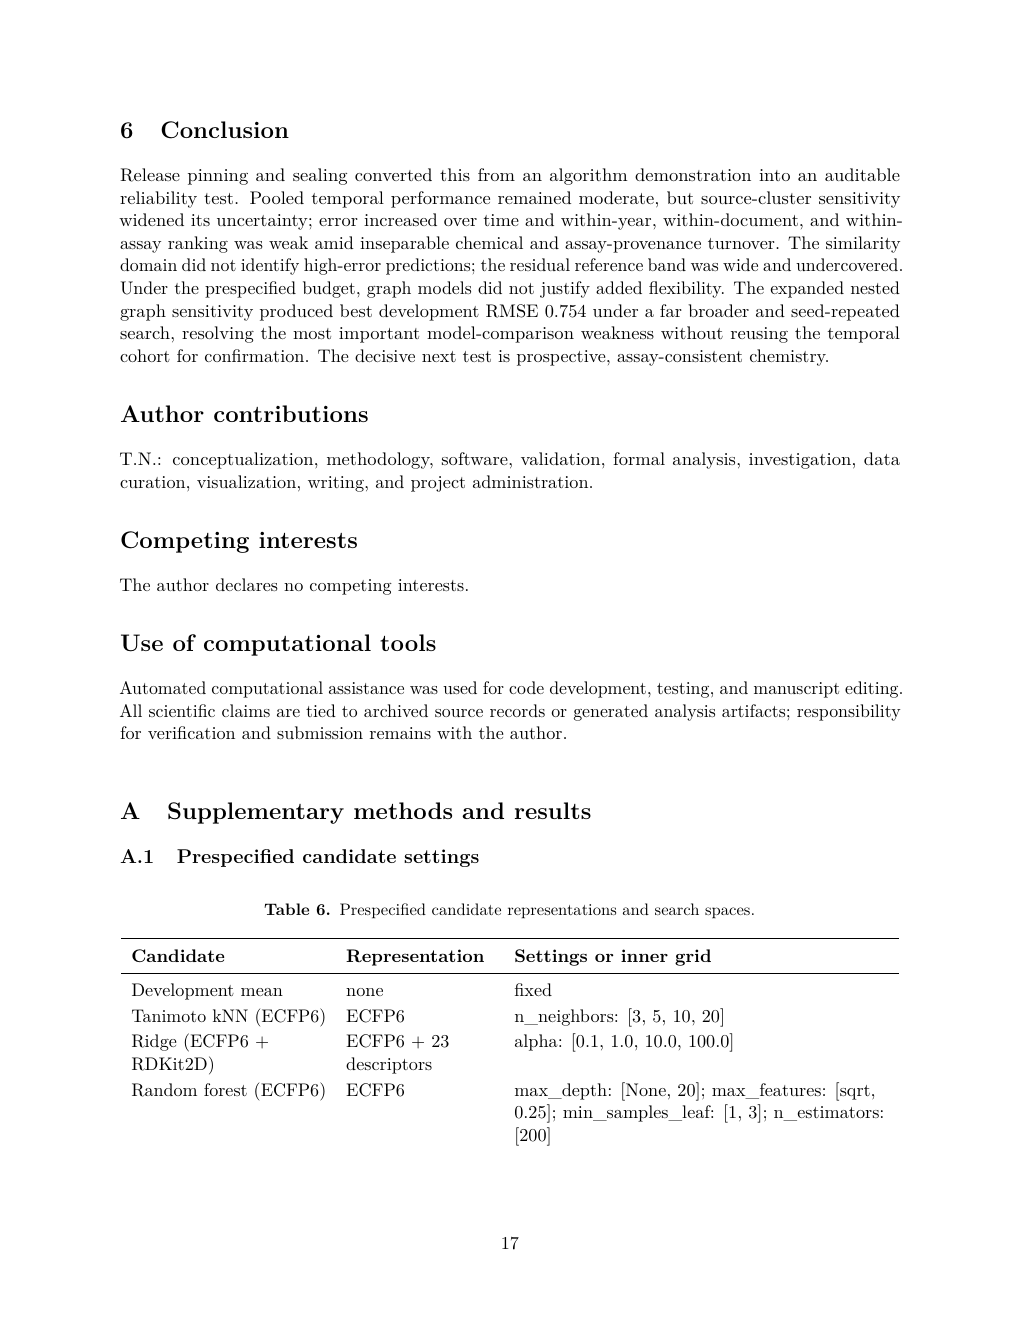 6 Conclusion
Release pinning and sealing converted this from an algorithm demonstration into an auditable
reliability test. Pooled temporal performance remained moderate, but source-cluster sensitivity
widened its uncertainty; error increased over time and within-year, within-document, and within-
assay ranking was weak amid inseparable chemical and assay-provenance turnover. The similarity
domain did not identify high-error predictions; the residual reference band was wide and undercovered.
Under the prespecified budget, graph models did not justify added flexibility. The expanded nested
graph sensitivity produced best development RMSE 0.754 under a far broader and seed-repeated
search, resolving the most important model-comparison weakness without reusing the temporal
cohort for confirmation. The decisive next test is prospective, assay-consistent chemistry.
Author contributions
T.N.: conceptualization, methodology, software, validation, formal analysis, investigation, data
curation, visualization, writing, and project administration.
Competing interests
The author declares no competing interests.
Use of computational tools
Automated computational assistance was used for code development, testing, and manuscript editing.
All scientific claims are tied to archived source records or generated analysis artifacts; responsibility
for verification and submission remains with the author.
A Supplementary methods and results
A.1 Prespecified candidate settings
Table 6. Prespecified candidate representations and search spaces.
Candidate Representation Settings or inner grid
Development mean none fixed
Tanimoto kNN (ECFP6) ECFP6 n_neighbors: [3, 5, 10, 20]
Ridge (ECFP6 + ECFP6 + 23 alpha: [0.1, 1.0, 10.0, 100.0]
RDKit2D) descriptors
Random forest (ECFP6) ECFP6 max_depth: [None, 20]; max_features: [sqrt,
0.25]; min_samples_leaf: [1, 3]; n_estimators:
[200]
17